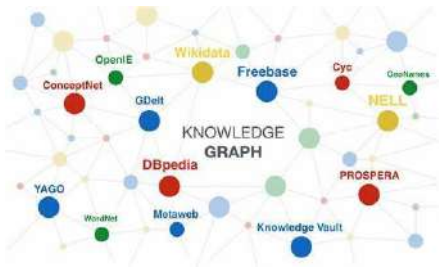 Wikidata
OpenIE
Cyc
Freebase
GeoNames
ConceptNet
GDelt
NELL
KNOWLEDGE
GRAPH
DBpedia
PROSPERA
YAGO
WordNet
Metaweb
Knowledge Vault